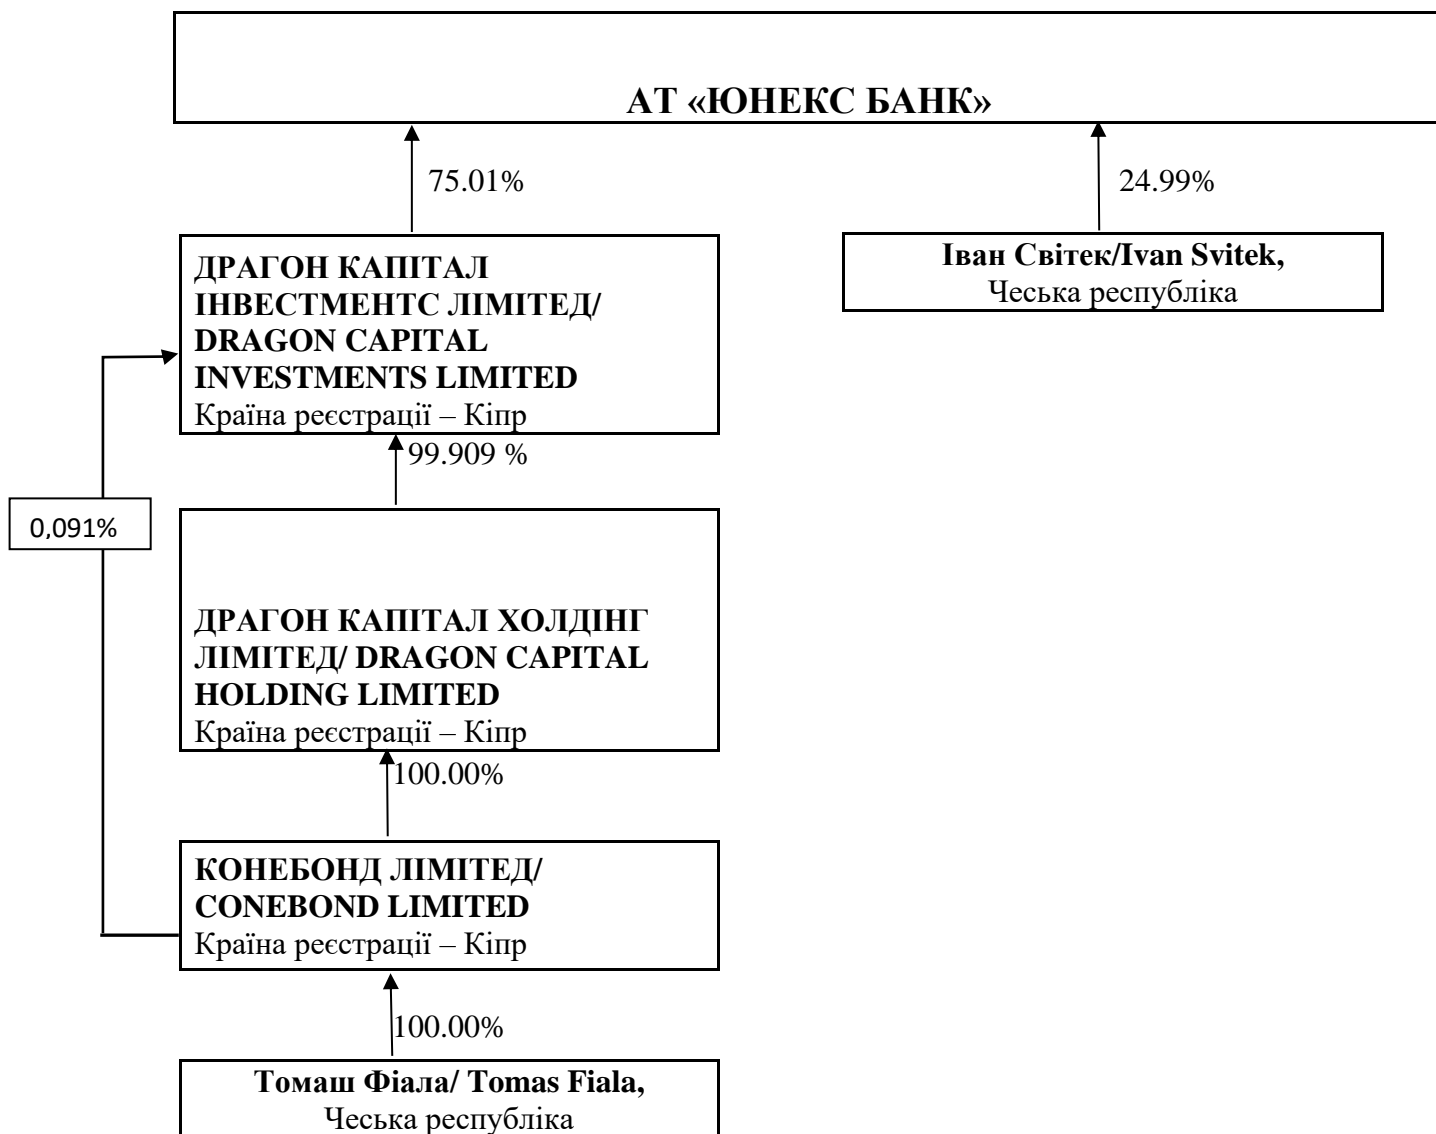 АТ «ЮНЕКС БАНК»
75.01%
24.99%
ДРАГОН КАПІТАЛ
ІНВЕСТМЕНТС ЛІМІТЕД/
DRAGON CAPITAL
INVESTMENTS LIMITED
Країна реєстрації – Кіпр
Іван Світек/Ivan Svitek,
Чеська республіка
99.909 %
0,091%
ДРАГОН КАПІТАЛ ХОЛДІНГ
ЛІМІТЕД/ DRAGON CAPITAL
HOLDING LIMITED
Країна реєстрації – Кіпр
100.00%
КОНЕБОНД ЛІМІТЕД/
CONEBOND LIMITED
Країна реєстрації – Кіпр
100.00%
Томаш Фіала/ Tomas Fiala,
Чеська республіка